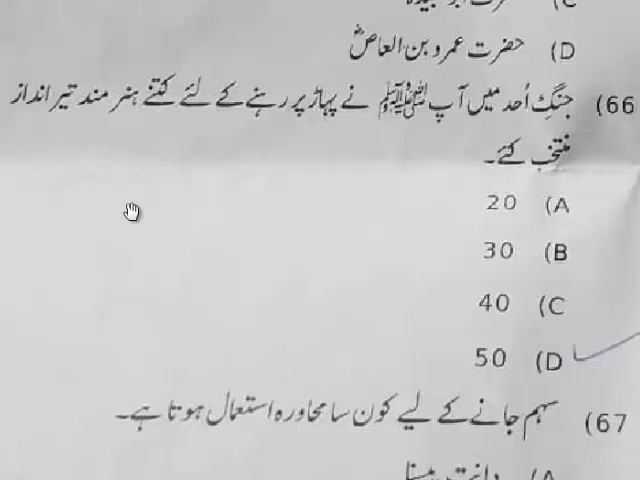 D) حضرت عمرو بن العاصؓ
66) جنگِ اُحد میں آپ ﷺ نے پہاڑ پر رہنے کے لئے کتنے ہنر مند تیر انداز
منتخب کئے۔
A) 20
B) 30
C) 40
D) 50
67) سہم جانے کے لیے کون سا محاورہ استعمال ہوتا ہے۔
A) دانت پیسنا